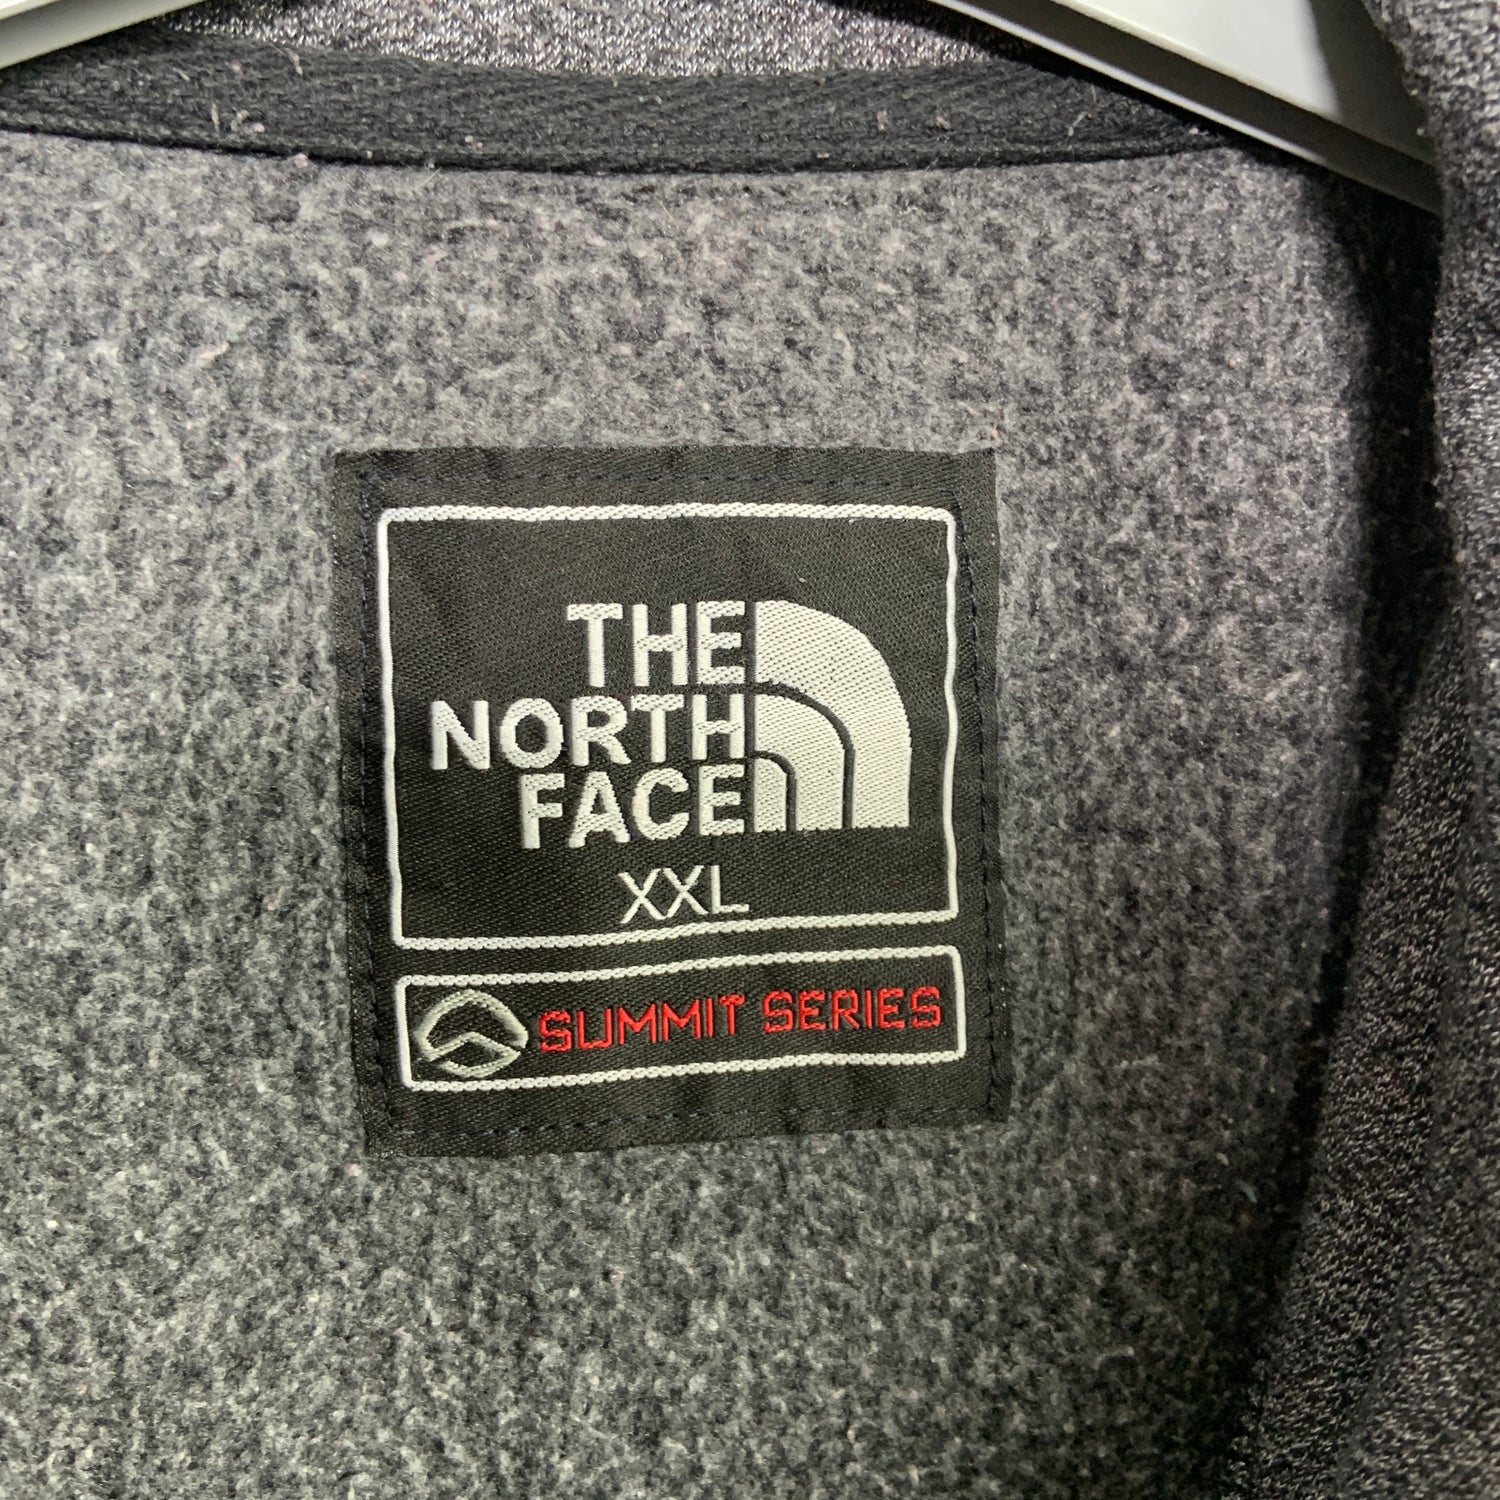 THE
NORTH
FACE
XXL
SUMMIT SERIES